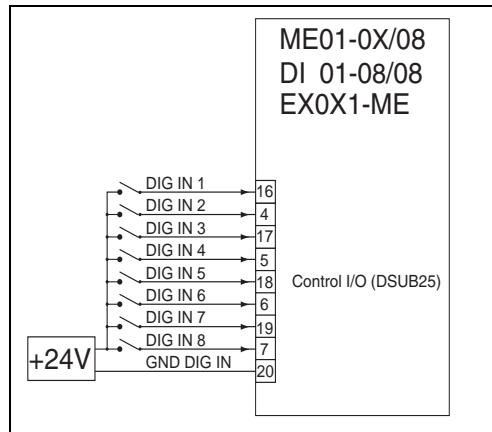 ME01-0X/08
DI 01-08/08
EX0X1-ME
DIG IN 1 16
DIG IN 2 4
DIG IN 3 17
DIG IN 4 5
DIG IN 5 18
Control I/O (DSUB25)
DIG IN 6 6
DIG IN 7 19
DIG IN 8 7
+24V
GND DIG IN 20